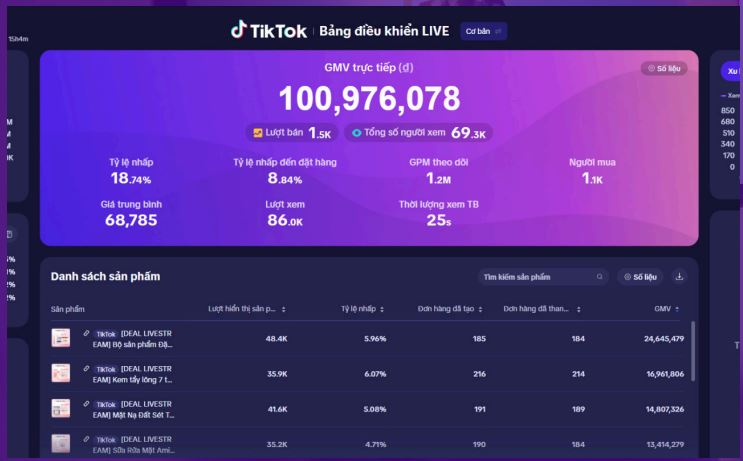 TikTok Bảng điều khiển LIVE Cơ bản
15h4m
GMV trực tiếp (₫)
Số liệu
100,976,078
Lượt bán 1.5K Tổng số người xem 69.3K
Tỷ lệ nhấp
18.74%
Tỷ lệ nhấp đến đặt hàng
8.84%
GPM theo dõi
1.2M
Người mua
1.1K
Giá trung bình
68,785
Lượt xem
86.0K
Thời lượng xem TB
25s
Xu
Xem
850
680
510
340
170
0
Danh sách sản phẩm
Tìm kiếm sản phẩm
Số liệu
Sản phẩm Lượt hiển thị sản p... Tỷ lệ nhấp Đơn hàng đã tạo Đơn hàng đã than... GMV
TikTok [DEAL LIVESTR
EAM] Bộ sản phẩm Đặ...
48.4K 5.96% 185 184 24,645,479
TikTok [DEAL LIVESTR
EAM] Kem tẩy lông 7 t...
35.9K 6.07% 216 214 16,961,806
TikTok [DEAL LIVESTR
EAM] Mặt Nạ Đất Sét T...
41.6K 5.08% 191 189 14,807,326
TikTok [DEAL LIVESTR
EAM] Sữa Rửa Mặt Ami...
35.2K 4.71% 190 184 13,414,279